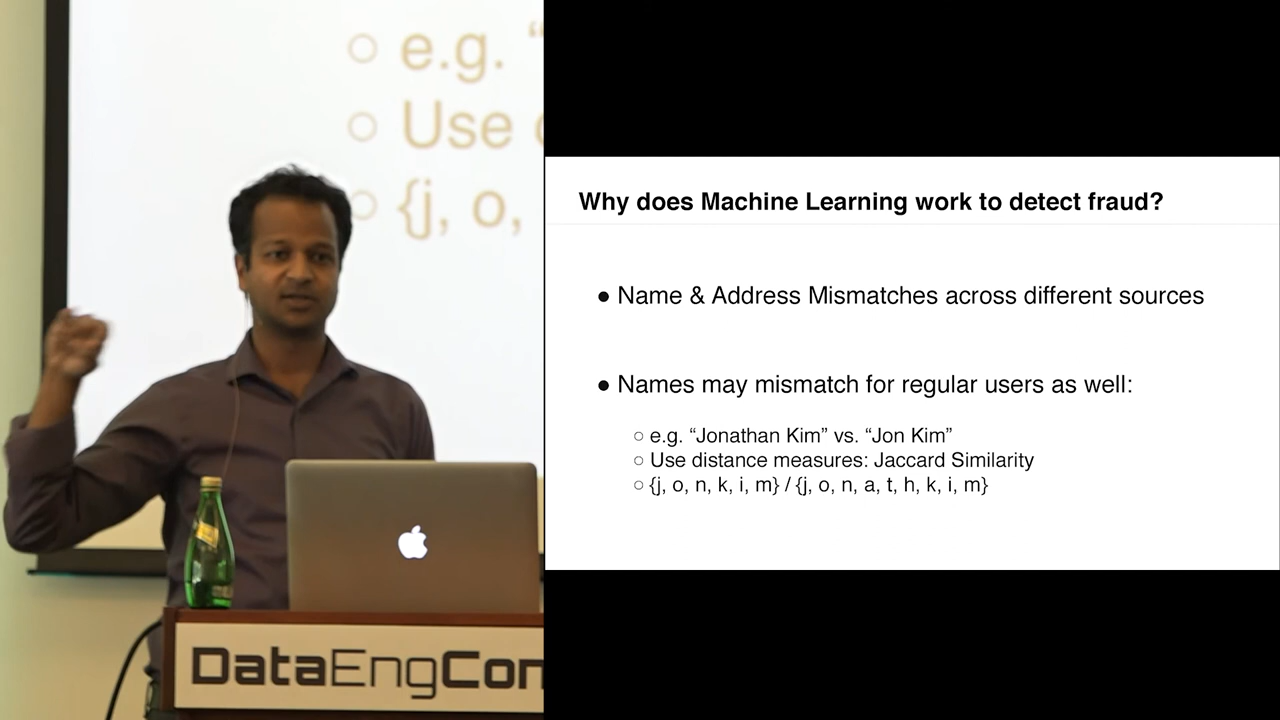 ○ e.g. “
○ Use
○ {j, o,
DataEngCon
Why does Machine Learning work to detect fraud?
● Name & Address Mismatches across different sources
● Names may mismatch for regular users as well:
○ e.g. “Jonathan Kim” vs. “Jon Kim”
○ Use distance measures: Jaccard Similarity
○ {j, o, n, k, i, m} / {j, o, n, a, t, h, k, i, m}